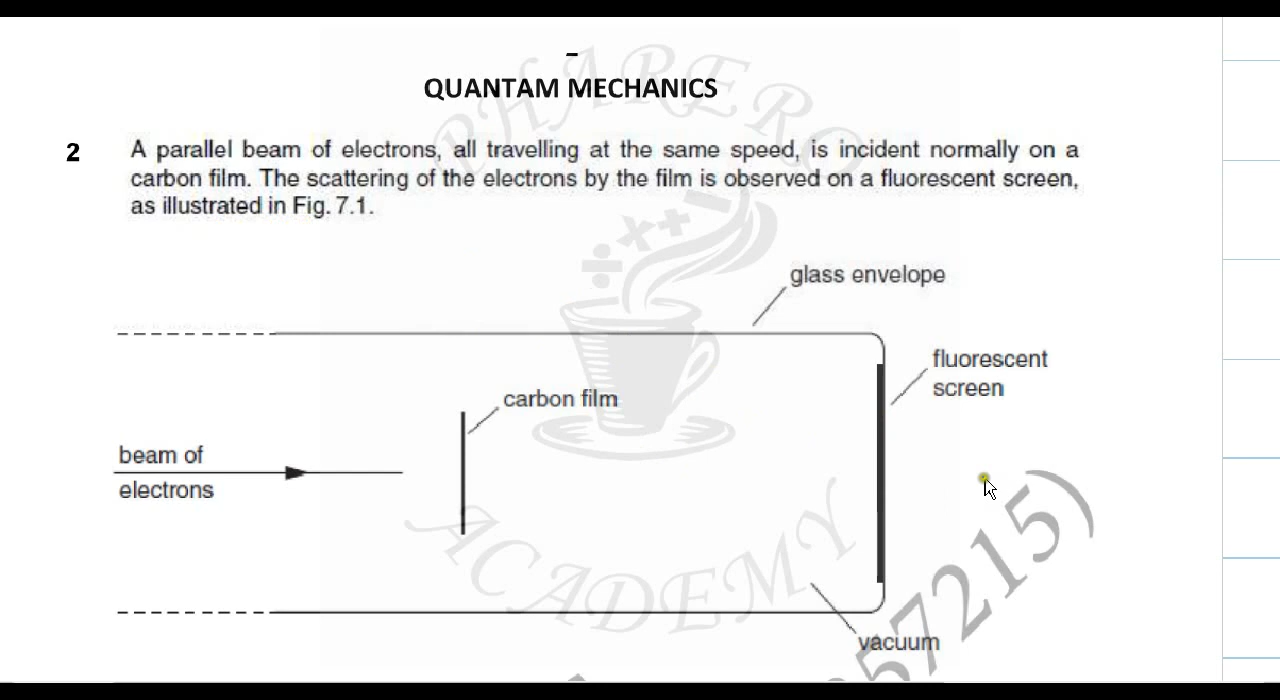 QUANTAM MECHANICS
2 A parallel beam of electrons, all travelling at the same speed, is incident normally on a
carbon film. The scattering of the electrons by the film is observed on a fluorescent screen,
as illustrated in Fig. 7.1.
glass envelope
fluorescent
screen
carbon film
beam of
electrons
vacuum
PHARERO
ACADEMY
57215)